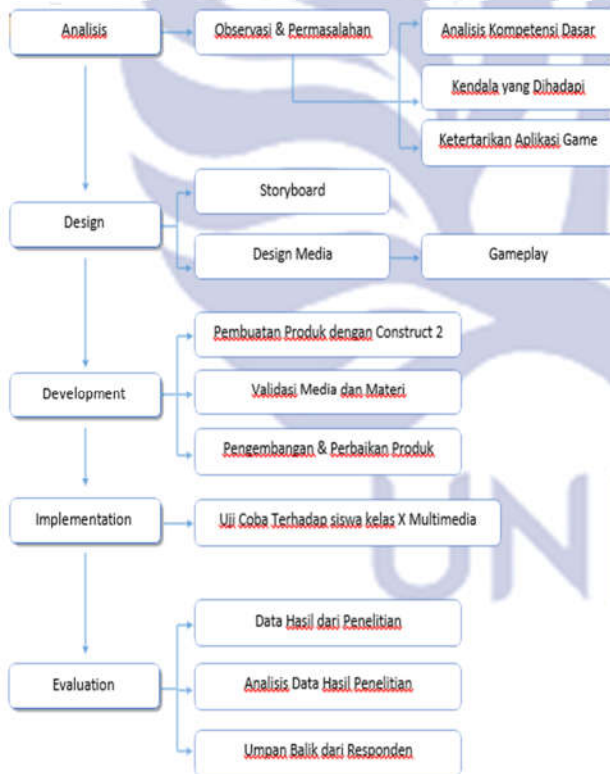 Analisis
Observasi & Permasalahan
Analisis Kompetensi Dasar
Kendala yang Dihadapi
Ketertarikan Aplikasi Game
Design
Storyboard
Design Media
Gameplay
Development
Pembuatan Produk dengan Construct 2
Validasi Media dan Materi
Pengembangan & Perbaikan Produk
Implementation
Uji Coba Terhadap siswa kelas X Multimedia
Evaluation
Data Hasil dari Penelitian
Analisis Data Hasil Penelitian
Umpan Balik dari Responden
UN